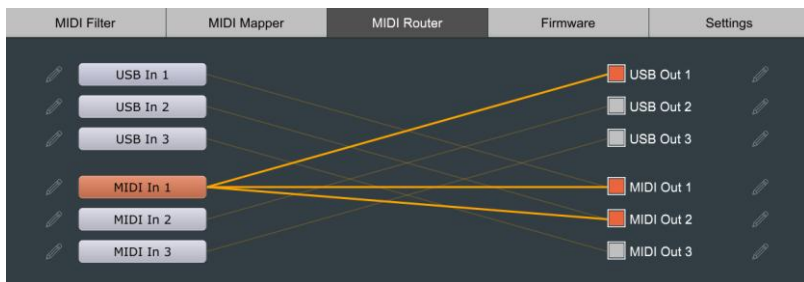 MIDI Filter MIDI Mapper MIDI Router Firmware Settings
USB In 1 USB Out 1
USB In 2 USB Out 2
USB In 3 USB Out 3
MIDI In 1 MIDI Out 1
MIDI In 2 MIDI Out 2
MIDI In 3 MIDI Out 3